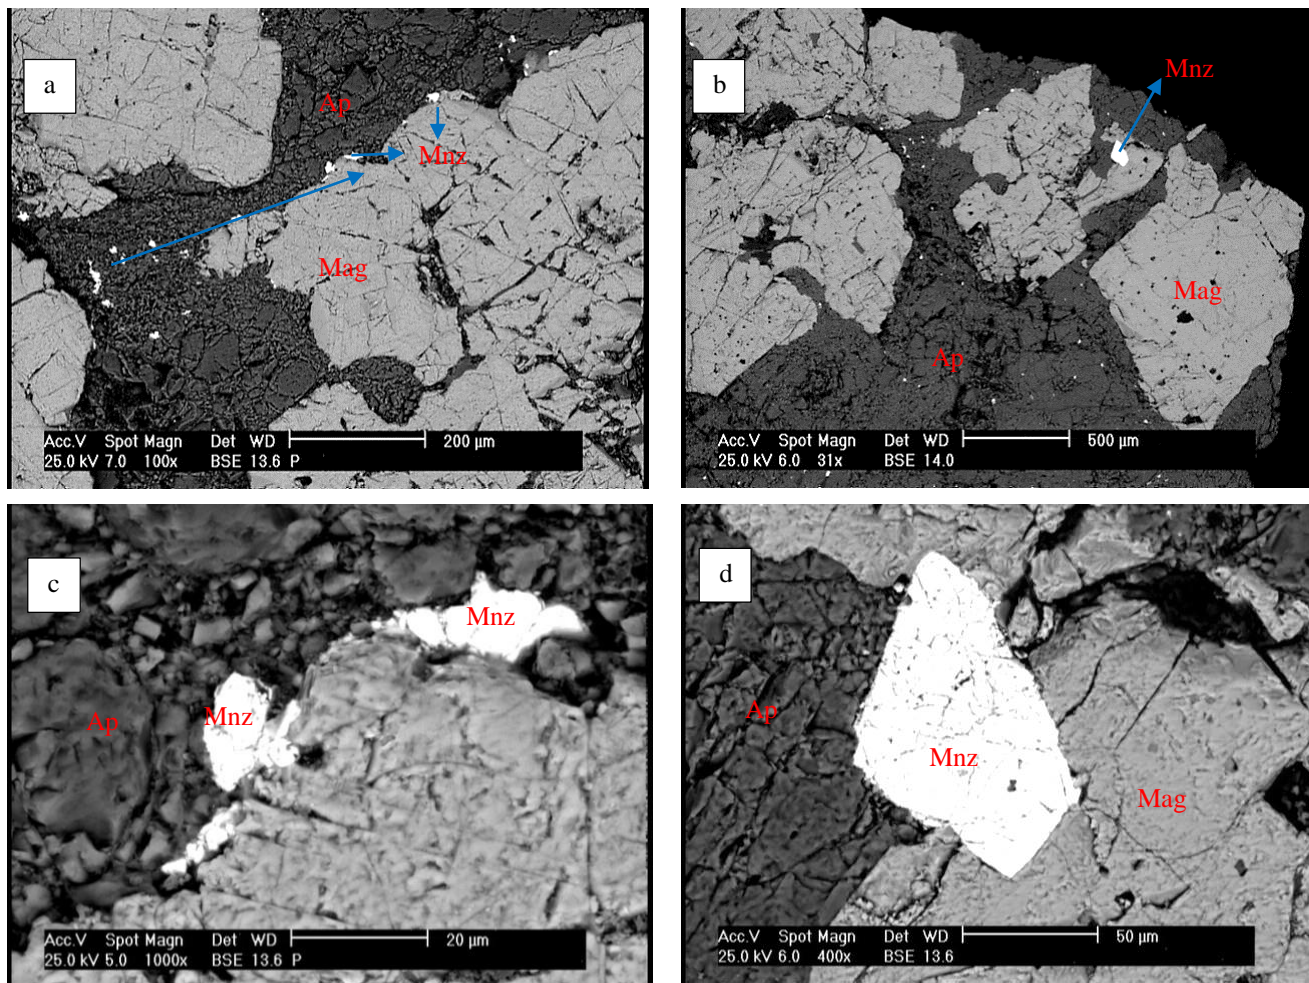 a
Ap
Mnz
Mag
Acc.V Spot Magn Det WD 200 µm
25.0 kV 7.0 100x BSE 13.6 P
b
Mnz
Mag
Ap
Acc.V Spot Magn Det WD 500 µm
25.0 kV 6.0 31x BSE 14.0
c
Mnz
Mnz
Ap
Acc.V Spot Magn Det WD 20 µm
25.0 kV 5.0 1000x BSE 13.6 P
d
Ap
Mnz
Mag
Acc.V Spot Magn Det WD 50 µm
25.0 kV 6.0 400x BSE 13.6